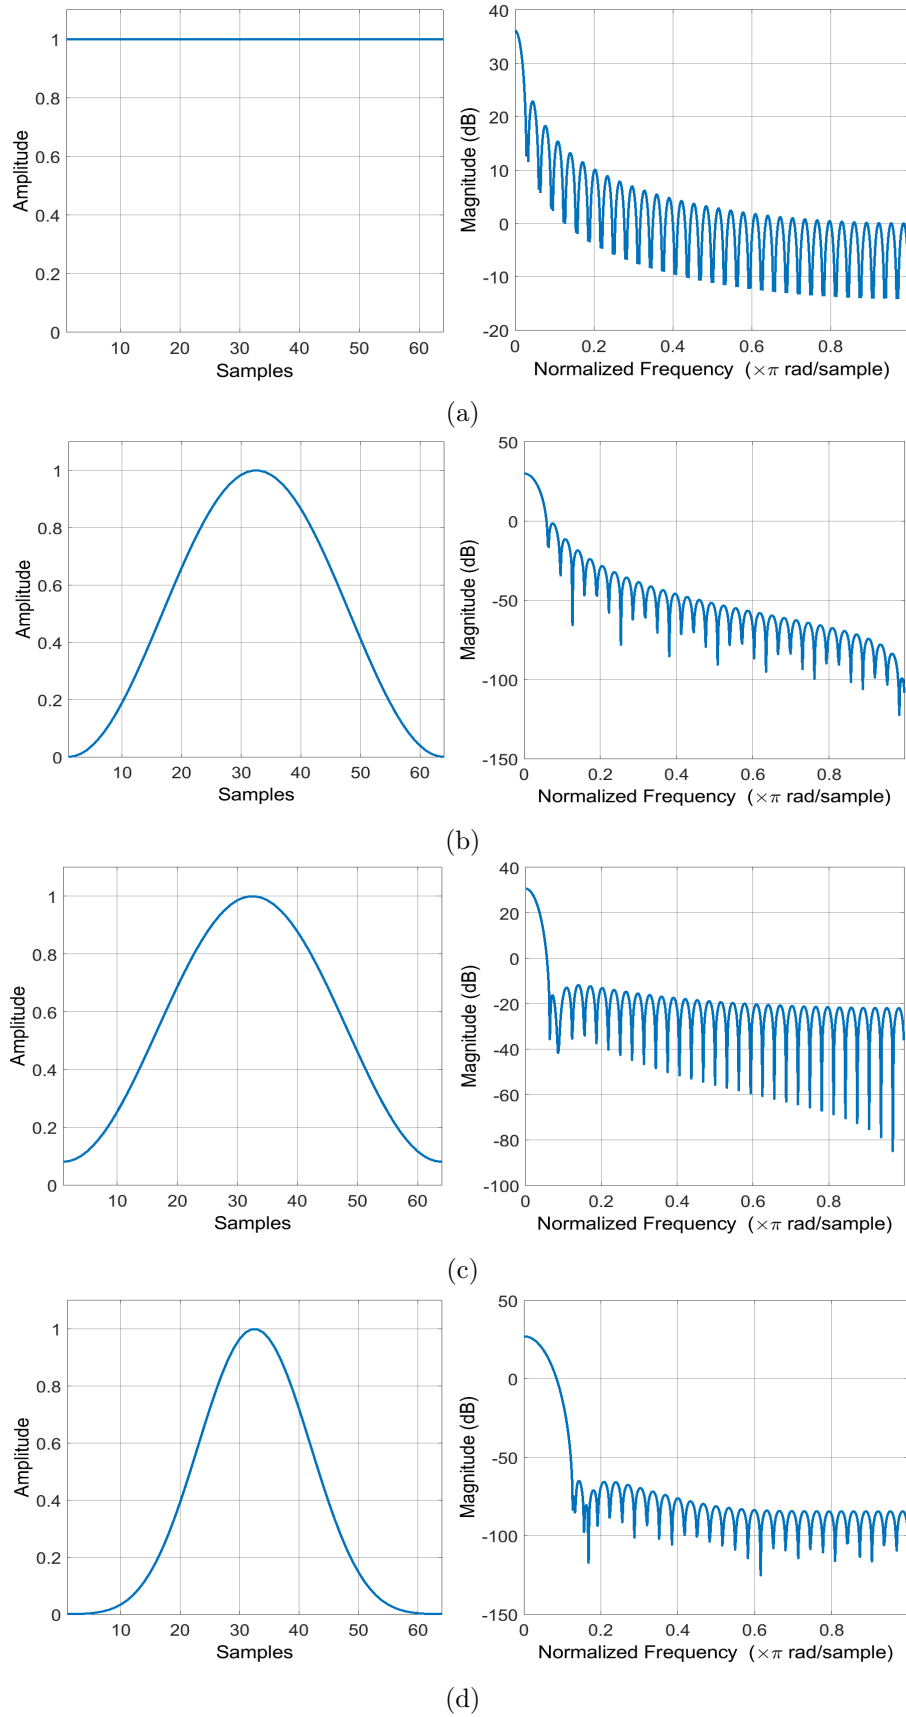 1
0.8
0.6
0.4
0.2
0
10 20 30 40 50 60
Amplitude
Samples
40
30
20
10
0
-10
-20
0 0.2 0.4 0.6 0.8
Magnitude (dB)
Normalized Frequency (×π rad/sample)
(a)
1
0.8
0.6
0.4
0.2
0
10 20 30 40 50 60
Amplitude
Samples
50
0
-50
-100
-150
0 0.2 0.4 0.6 0.8
Magnitude (dB)
Normalized Frequency (×π rad/sample)
(b)
1
0.8
0.6
0.4
0.2
0
10 20 30 40 50 60
Amplitude
Samples
40
20
0
-20
-40
-60
-80
-100
0 0.2 0.4 0.6 0.8
Magnitude (dB)
Normalized Frequency (×π rad/sample)
(c)
1
0.8
0.6
0.4
0.2
0
10 20 30 40 50 60
Amplitude
Samples
50
0
-50
-100
-150
0 0.2 0.4 0.6 0.8
Magnitude (dB)
Normalized Frequency (×π rad/sample)
(d)